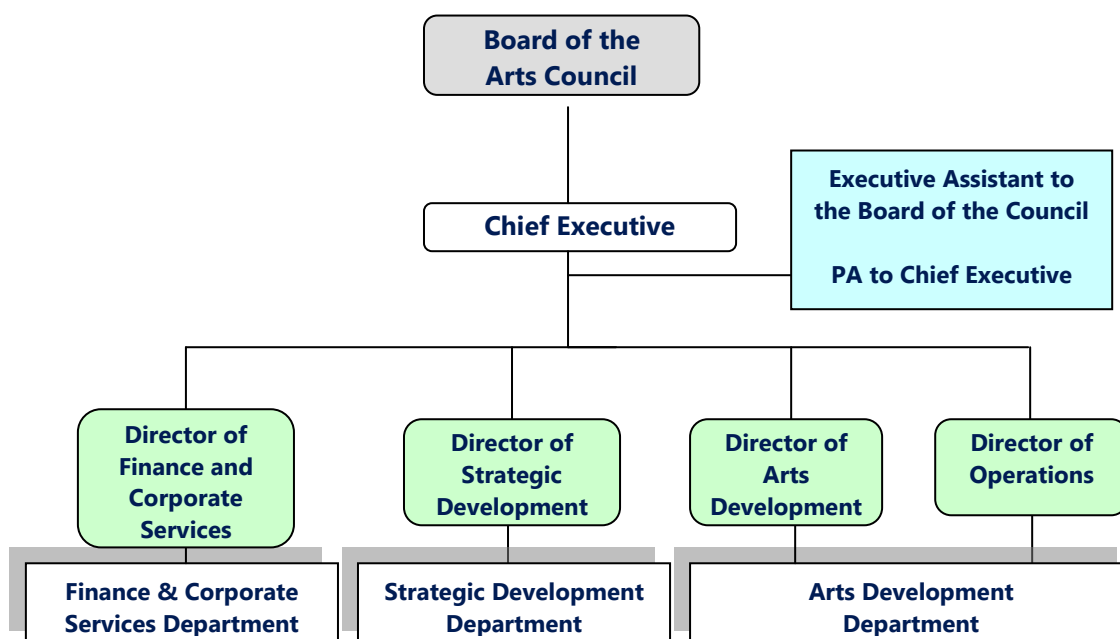 Board of the
Arts Council
Executive Assistant to
the Board of the Council
PA to Chief Executive
Chief Executive
Director of
Finance and
Corporate
Services
Director of
Strategic
Development
Director of
Arts
Development
Director of
Operations
Finance & Corporate
Services Department
Strategic Development
Department
Arts Development
Department